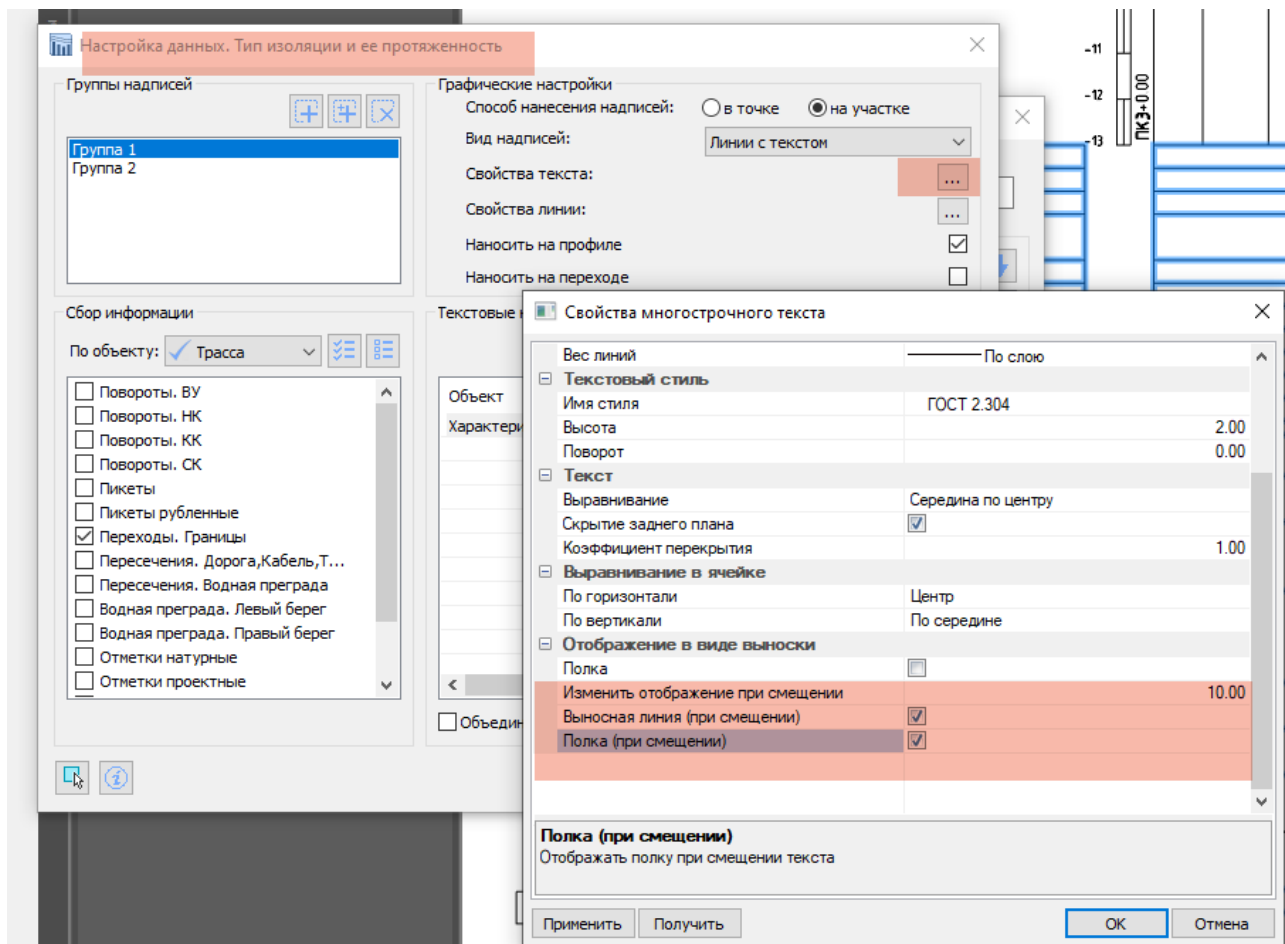 Настройка данных. Тип изоляции и ее протяженность
Группы надписей
Группа 1
Группа 2
Графические настройки
Способ нанесения надписей: в точке на участке
Вид надписей: Линии с текстом
Свойства текста: ...
Свойства линии: ...
Наносить на профиле
Наносить на переходе
-11
-12
-13
ПК3+0 00
Сбор информации
По объекту: Трасса
Повороты. ВУ
Повороты. НК
Повороты. КК
Повороты. СК
Пикеты
Пикеты рубленные
Переходы. Границы
Пересечения. Дорога,Кабель,Т...
Пересечения. Водная преграда
Водная преграда. Левый берег
Водная преграда. Правый берег
Отметки натурные
Отметки проектные
Текстовые
Объект
Характери
Объедин
Свойства многострочного текста
Вес линий По слою
Текстовый стиль
Имя стиля ГОСТ 2.304
Высота 2.00
Поворот 0.00
Текст
Выравнивание Середина по центру
Скрытие заднего плана
Коэффициент перекрытия 1.00
Выравнивание в ячейке
По горизонтали Центр
По вертикали По середине
Отображение в виде выноски
Полка
Изменить отображение при смещении 10.00
Выносная линия (при смещении)
Полка (при смещении)
Полка (при смещении)
Отображать полку при смещении текста
Применить Получить OK Отмена